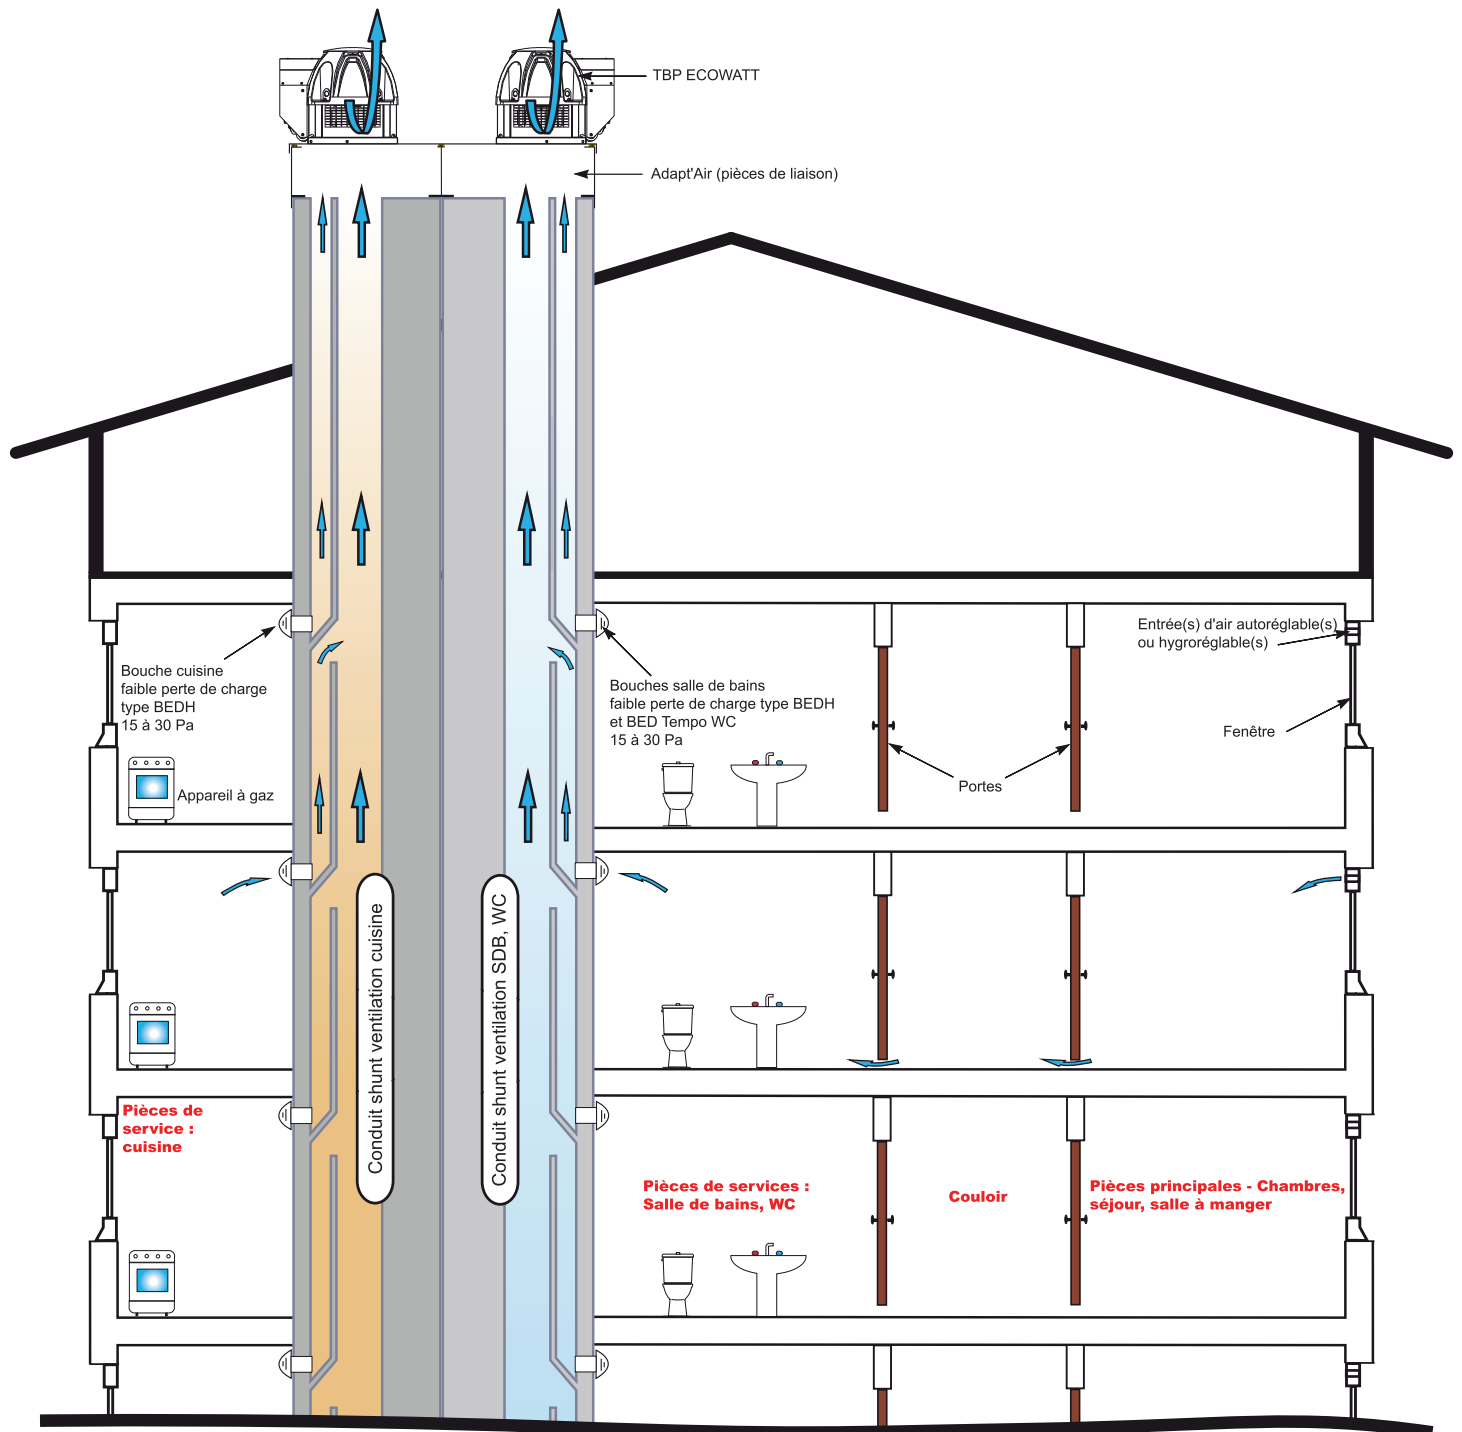 TBP ECOWATT
Adapt'Air (pièces de liaison)
Entrée(s) d'air autoréglable(s)
ou hygroréglable(s)
Bouche cuisine
faible perte de charge
type BEDH
15 à 30 Pa
Bouches salle de bains
faible perte de charge type BEDH
et BED Tempo WC
15 à 30 Pa
Fenêtre
Portes
Appareil à gaz
Conduit shunt ventilation cuisine
Conduit shunt ventilation SDB, WC
Pièces de
service :
cuisine
Pièces de services :
Salle de bains, WC
Couloir
Pièces principales - Chambres,
séjour, salle à manger